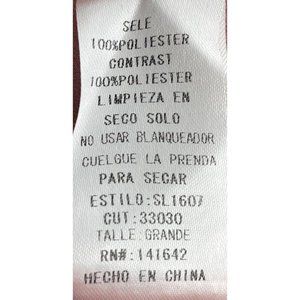 SELF
100%POLIESTER
CONTRAST
100%POLIESTER
LIMPIEZA EN
SECO SOLO
NO USAR BLANQUEADOR
CUELGUE LA PRENDA
PARA SECAR
ESTILO:SL1607
CUT:33030
TALLE:GRANDE
RN#:141642
HECHO EN CHINA